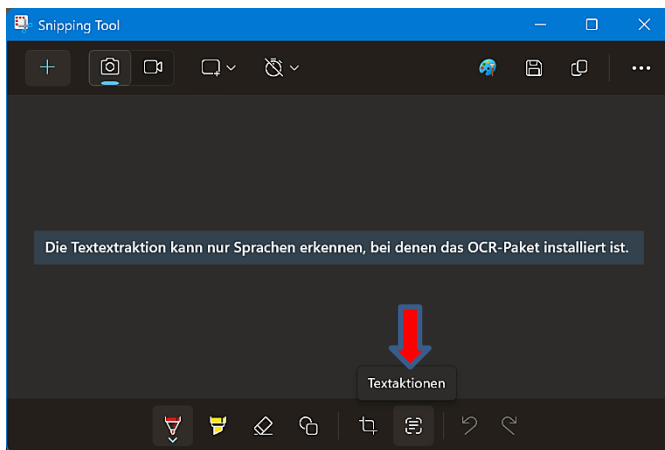 Snipping Tool
Die Textextraktion kann nur Sprachen erkennen, bei denen das OCR-Paket installiert ist.
Textaktionen